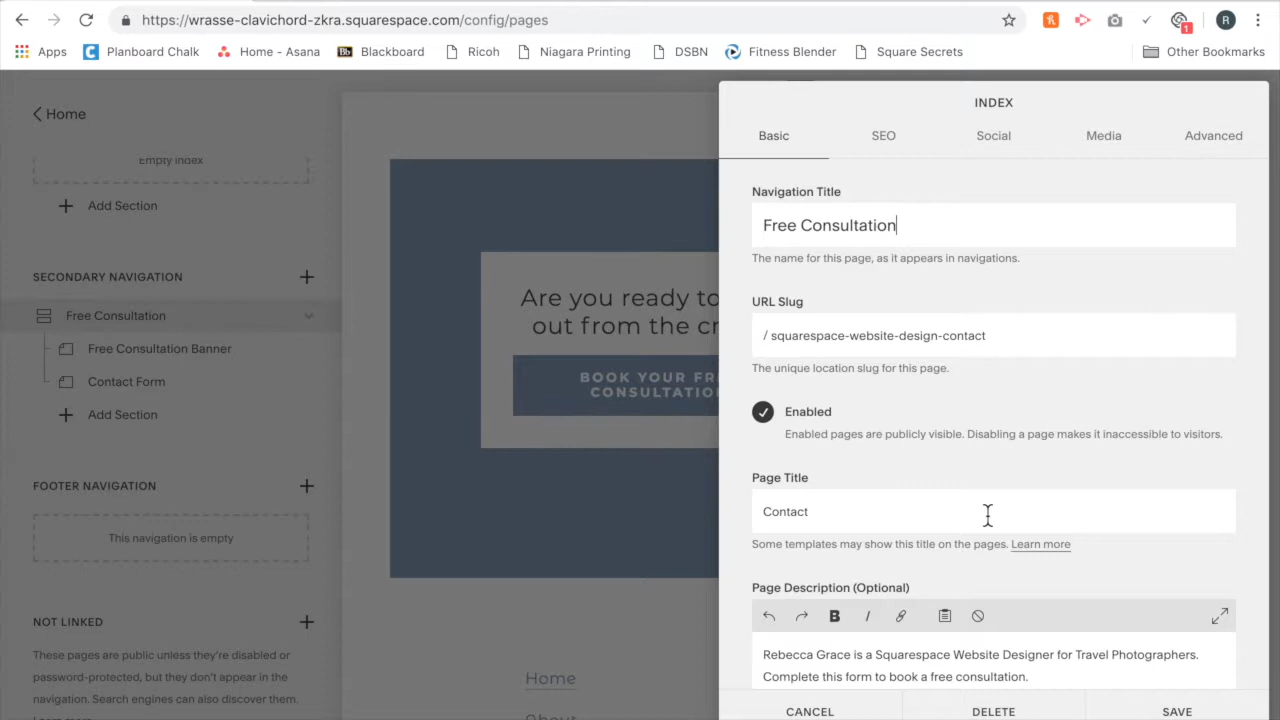 https://wrasse-clavichord-zkra.squarespace.com/config/pages
1
R
Apps
Planboard Chalk
Home - Asana
Bb Blackboard
Ricoh
Niagara Printing
DSBN
Fitness Blender
Square Secrets
Other Bookmarks
Home
Empty Index
Add Section
SECONDARY NAVIGATION
Free Consultation
Free Consultation Banner
Contact Form
Add Section
FOOTER NAVIGATION
This navigation is empty
NOT LINKED
These pages are public unless they're disabled or
password-protected, but they don't appear in the
navigation. Search engines can also discover them.
Learn more
Are you ready to
out from the cr
BOOK YOUR FR
CONSULTATIO
Home
About
INDEX
Basic
SEO
Social
Media
Advanced
Navigation Title
Free Consultation
The name for this page, as it appears in navigations.
URL Slug
/ squarespace-website-design-contact
The unique location slug for this page.
Enabled
Enabled pages are publicly visible. Disabling a page makes it inaccessible to visitors.
Page Title
Contact
Some templates may show this title on the pages. Learn more
Page Description (Optional)
B I
Rebecca Grace is a Squarespace Website Designer for Travel Photographers.
Complete this form to book a free consultation.
CANCEL
DELETE
SAVE